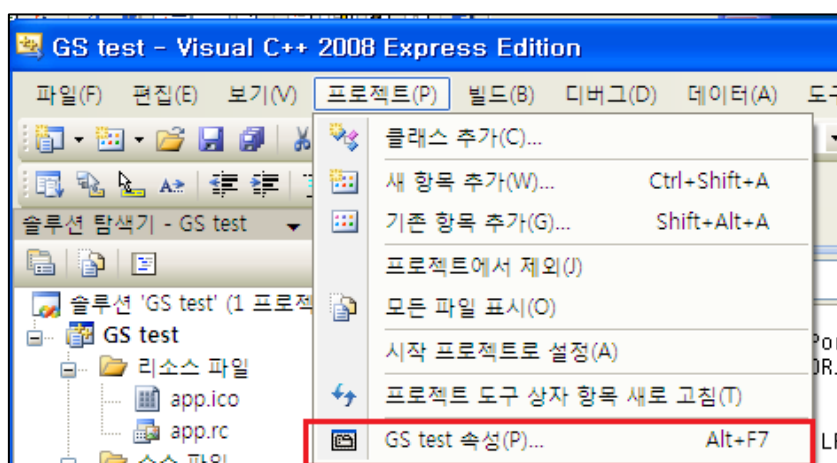 GS test - Visual C++ 2008 Express Edition
파일(F) 편집(E) 보기(V) 프로젝트(P) 빌드(B) 디버그(D) 데이터(A)
클래스 추가(C)...
새 항목 추가(W)... Ctrl+Shift+A
솔루션 탐색기 - GS test
기존 항목 추가(G)... Shift+Alt+A
프로젝트에서 제외(J)
솔루션 'GS test' (1 프로젝
모든 파일 표시(O)
GS test
시작 프로젝트로 설정(A)
리소스 파일
app.ico
프로젝트 도구 상자 항목 새로 고침(T)
app.rc
GS test 속성(P)... Alt+F7
소스 파일